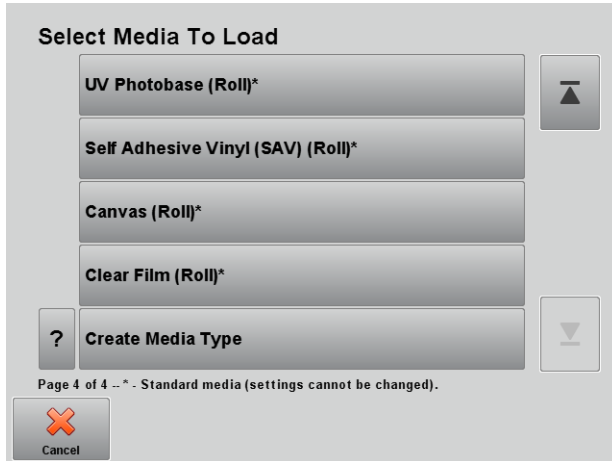 Select Media To Load
UV Photobase (Roll)*
Self Adhesive Vinyl (SAV) (Roll)*
Canvas (Roll)*
Clear Film (Roll)*
? Create Media Type
Page 4 of 4 -- * - Standard media (settings cannot be changed).
Cancel